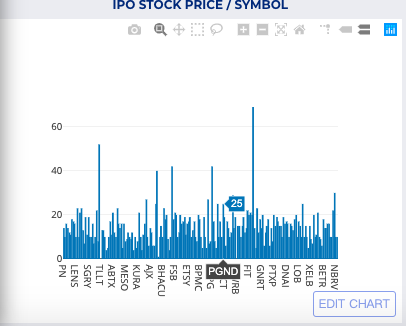 IPO STOCK PRICE / SYMBOL
60
40
20
0
25
PN
LENS
SGRY
TLLT
ABTX
MESO
KURA
AJX
BHACU
FSB
ETSY
BPMC
PGND
FIT
GNRT
PTXP
DNAI
LOB
XELB
BETR
NBRV
EDIT CHART